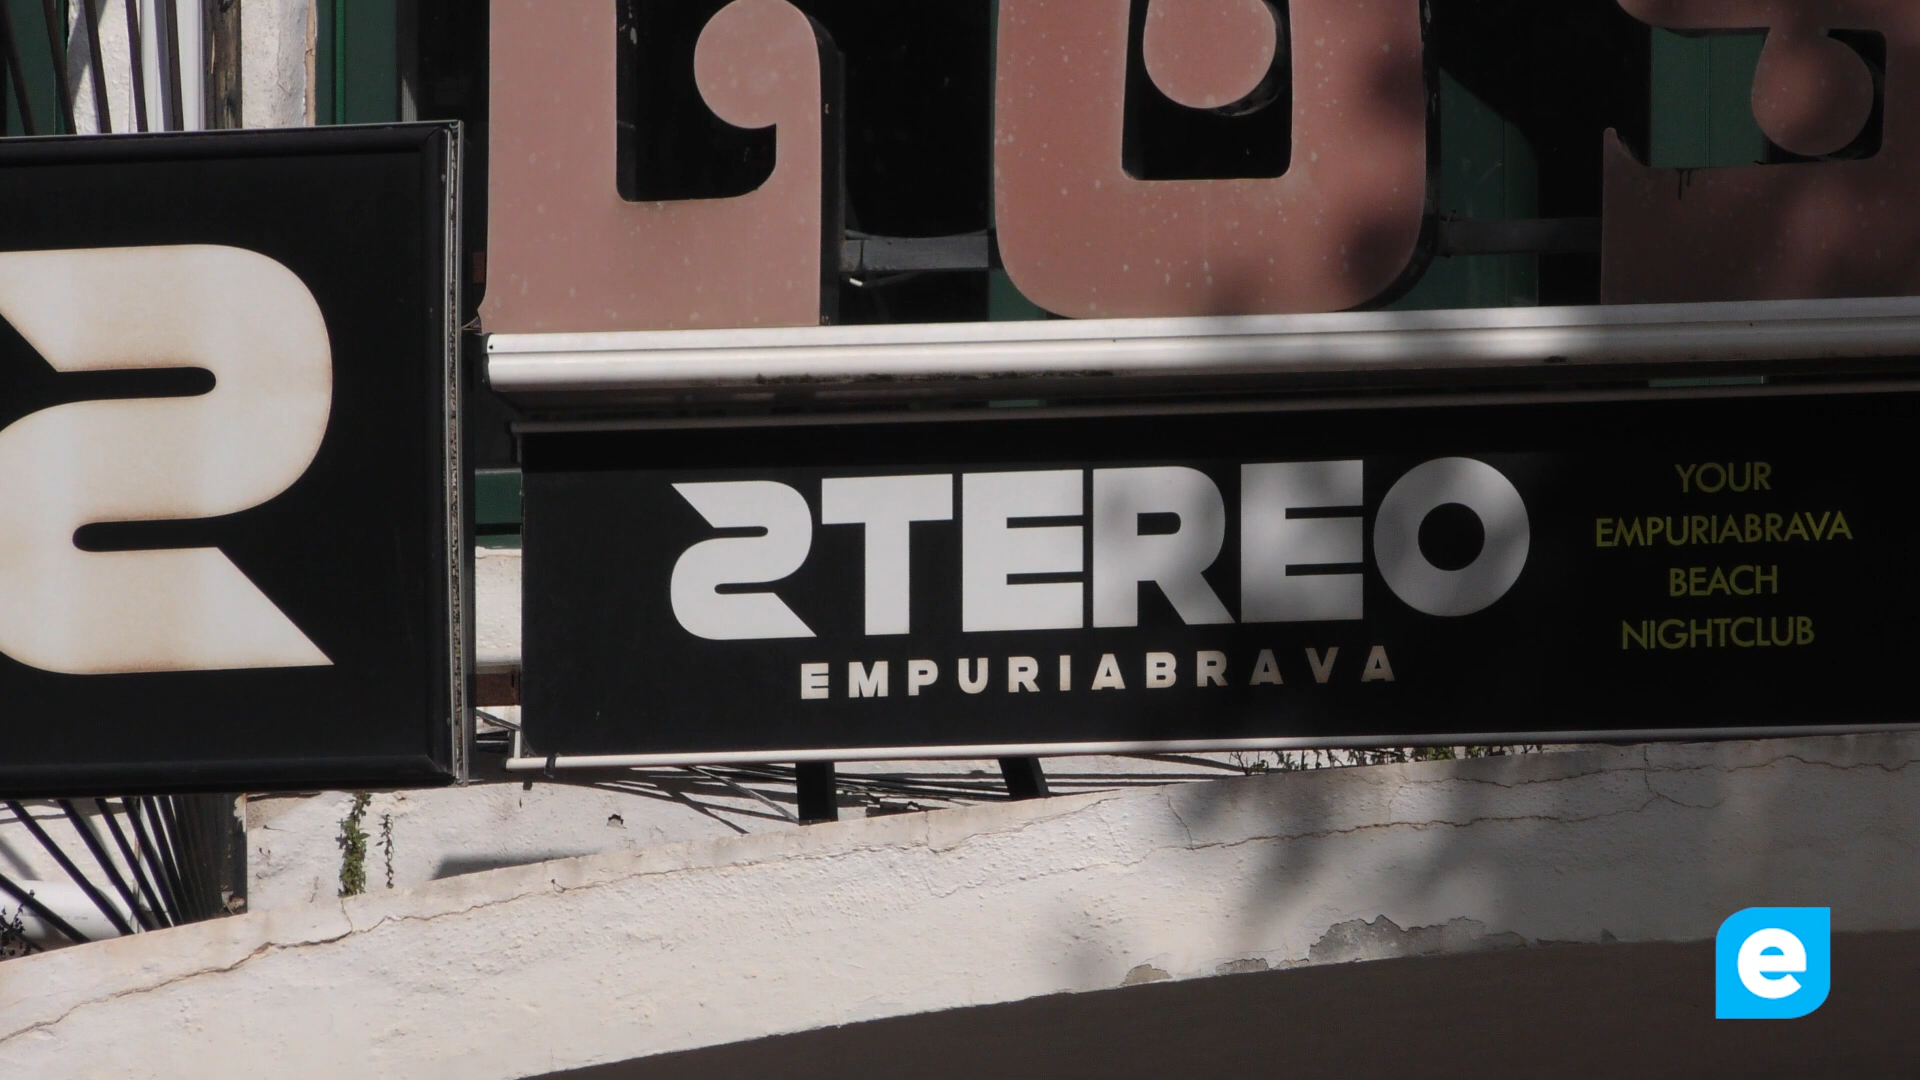 STEREO
EMPURIABRAVA
YOUR
EMPURIABRAVA
BEACH
NIGHTCLUB
e